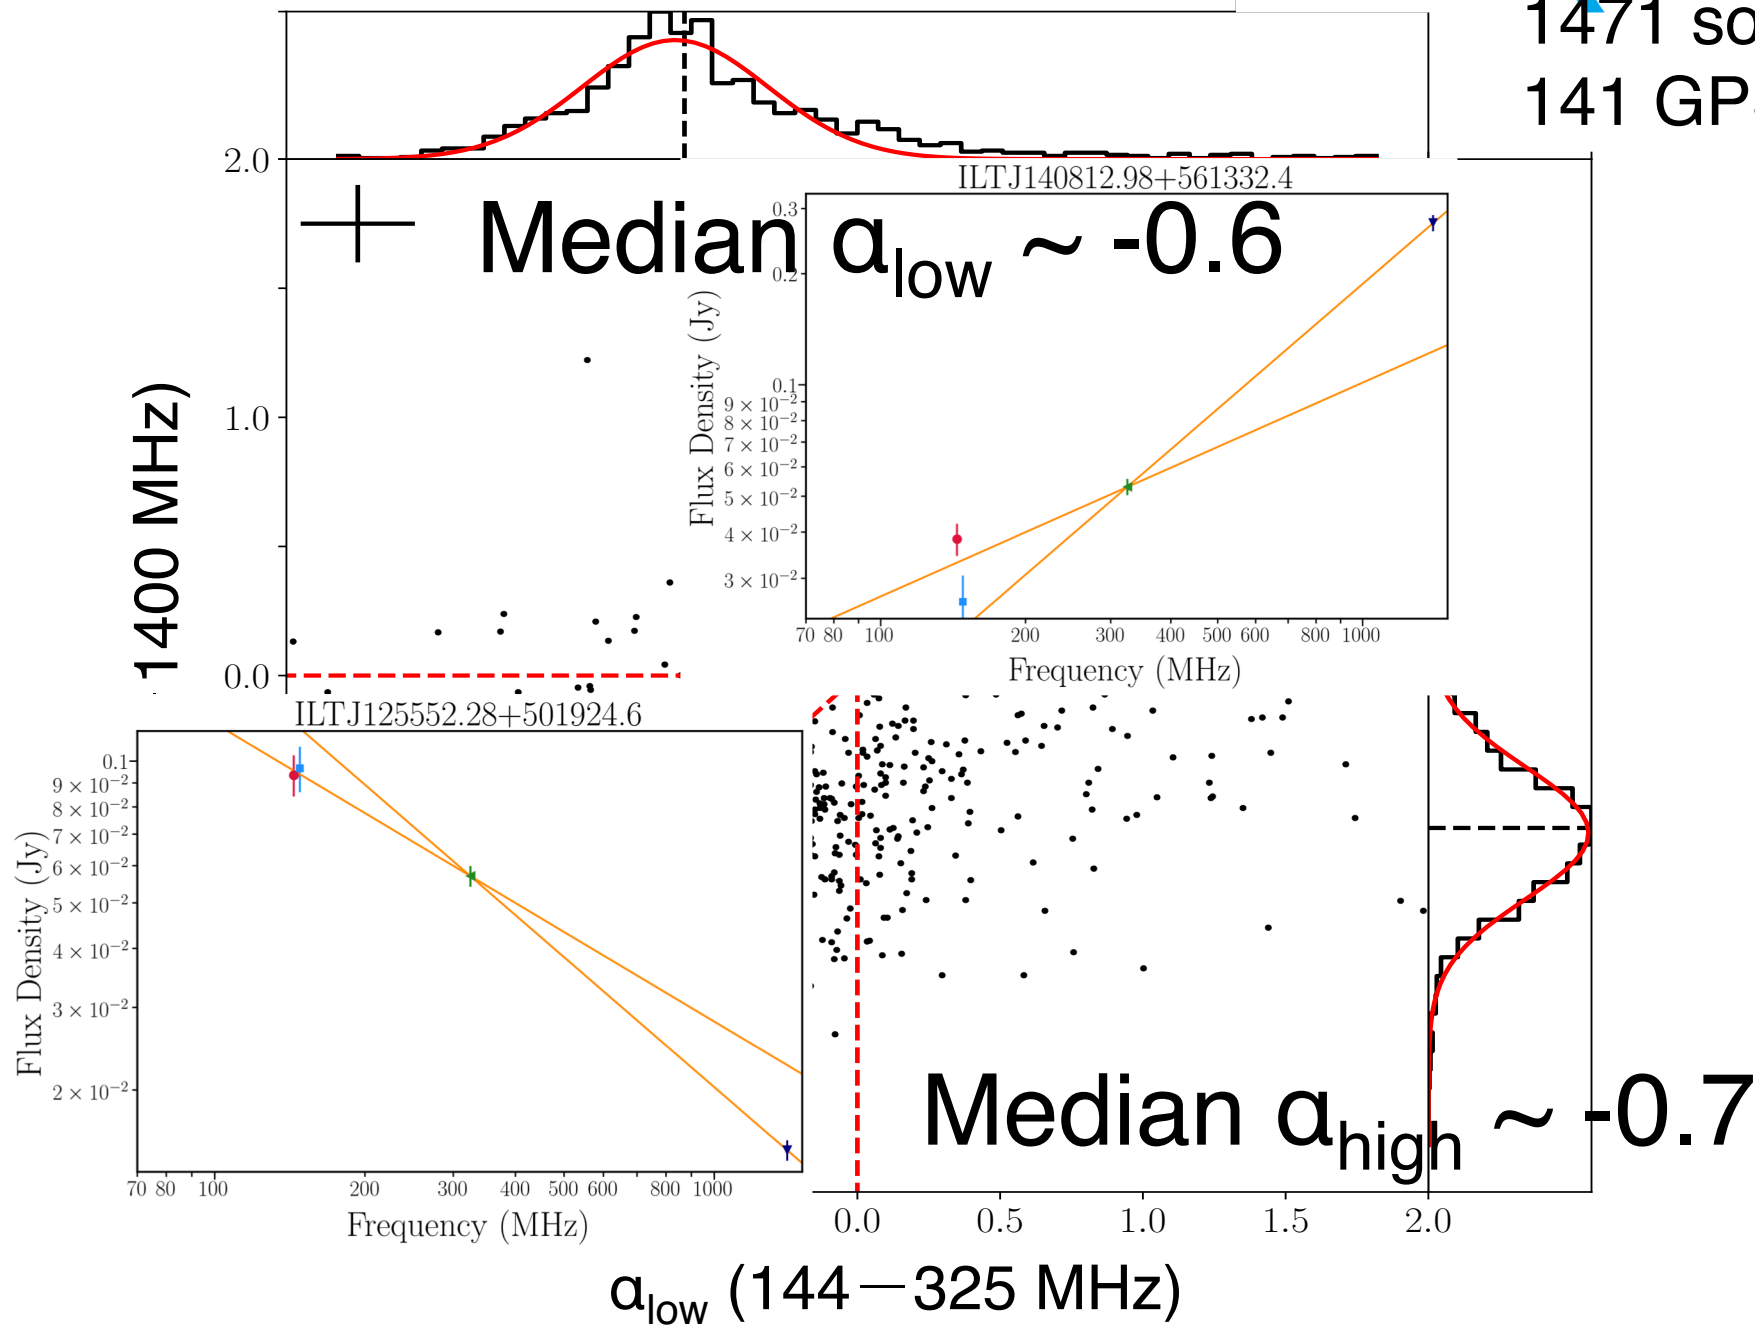 1471 so
141 GPS
2.0
ILTJ140812.98+561332.4
Median αlow ~ -0.6
0.3
0.2
0.1
9 × 10−2
8 × 10−2
7 × 10−2
6 × 10−2
5 × 10−2
4 × 10−2
3 × 10−2
Flux Density (Jy)
70 80 100 200 300 400 500 600 800 1000
Frequency (MHz)
1.0
0.0
1400 MHz)
ILTJ125552.28+501924.6
0.1
9 × 10−2
8 × 10−2
7 × 10−2
6 × 10−2
5 × 10−2
4 × 10−2
3 × 10−2
2 × 10−2
Flux Density (Jy)
70 80 100 200 300 400 500 600 800 1000
Frequency (MHz)
Median αhigh ~ -0.7
0.0 0.5 1.0 1.5 2.0
αlow (144—325 MHz)